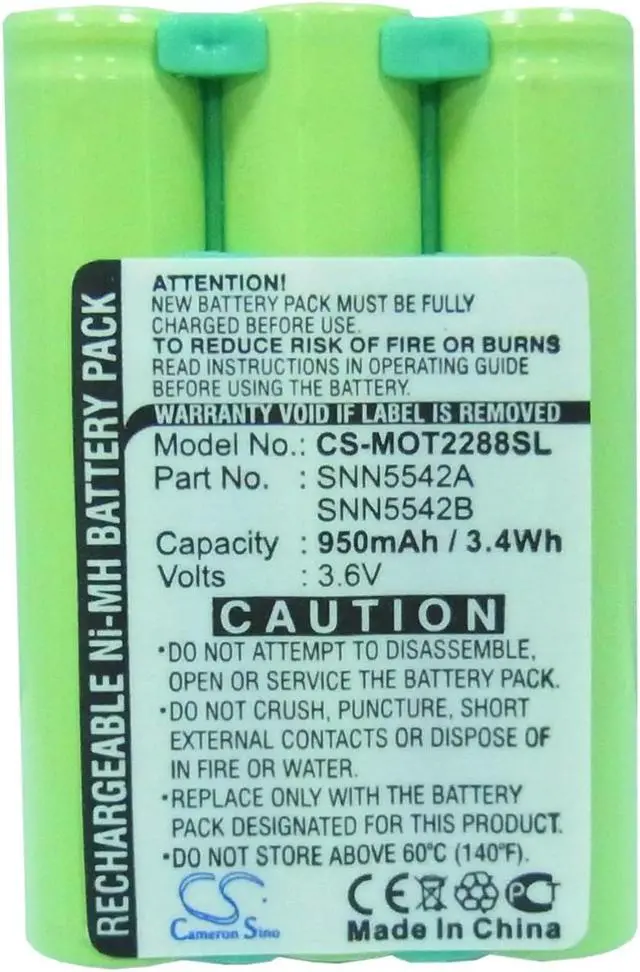 RECHARGEABLE Ni-MH BATTERY PACK
ATTENTION!
NEW BATTERY PACK MUST BE FULLY
CHARGED BEFORE USE.
TO REDUCE RISK OF FIRE OR BURNS
READ INSTRUCTIONS IN OPERATING GUIDE
BEFORE USING THE BATTERY.
WARRANTY VOID IF LABEL IS REMOVED
Model No.: CS-MOT2288SL
Part No. : SNN5542A
SNN5542B
Capacity : 950mAh / 3.4Wh
Volts : 3.6V
CAUTION
•DO NOT ATTEMPT TO DISASSEMBLE,
OPEN OR SERVICE THE BATTERY PACK.
•DO NOT CRUSH, PUNCTURE, SHORT
EXTERNAL CONTACTS OR DISPOSE OF
IN FIRE OR WATER.
•REPLACE ONLY WITH THE BATTERY
PACK DESIGNATED FOR THIS PRODUCT.
•DO NOT STORE ABOVE 60°C (140°F).
CS
Cameron Sino
CE PCT
Made In China